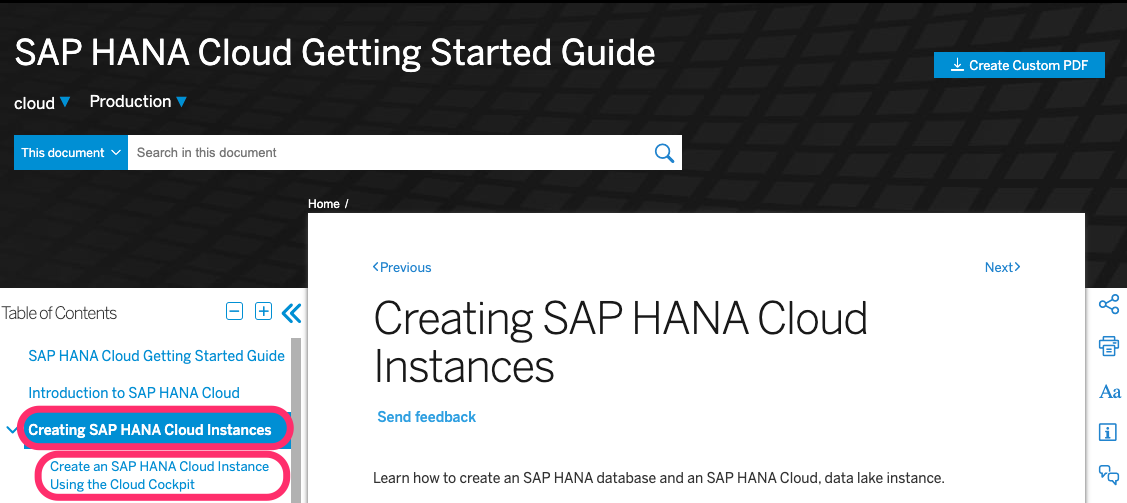 SAP HANA Cloud Getting Started Guide
Create Custom PDF
cloud
Production
This document
Search in this document
Home /
Previous
Next
Table of Contents
SAP HANA Cloud Getting Started Guide
Introduction to SAP HANA Cloud
Creating SAP HANA Cloud Instances
Create an SAP HANA Cloud Instance
Using the Cloud Cockpit
Creating SAP HANA Cloud
Instances
Send feedback
Learn how to create an SAP HANA database and an SAP HANA Cloud, data lake instance.
Aa